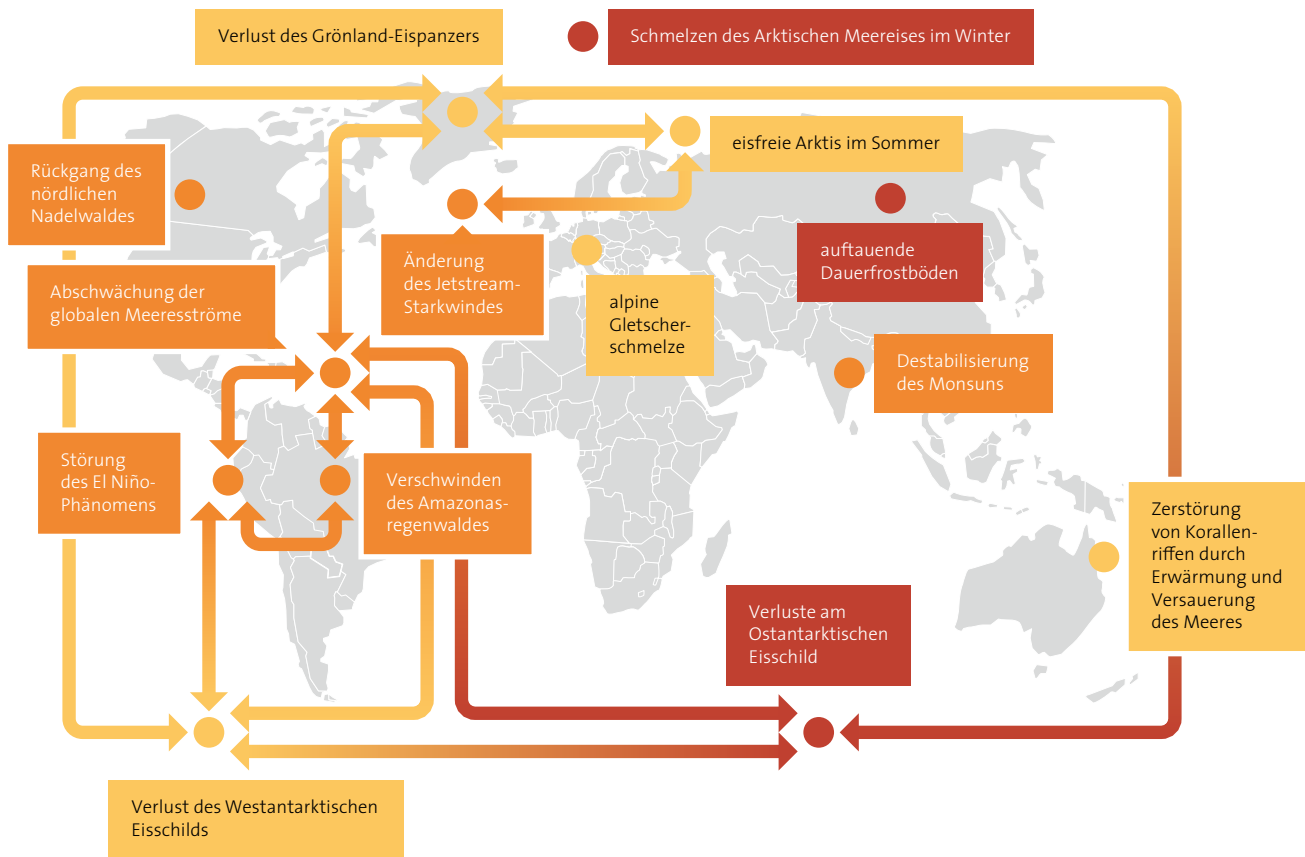 Verlust des Grönland-Eispanzers
Schmelzen des Arktischen Meereises im Winter
eisfreie Arktis im Sommer
Rückgang des
nördlichen
Nadelwaldes
auftauende
Dauerfrostböden
Änderung
des Jetstream-
Starkwindes
Abschwächung der
globalen Meeresströme
alpine
Gletscher-
schmelze
Destabilisierung
des Monsuns
Störung
des El Niño-
Phänomens
Verschwinden
des Amazonas-
regenwaldes
Zerstörung
von Korallen-
riffen durch
Erwärmung und
Versauerung
des Meeres
Verluste am
Ostantarktischen
Eisschild
Verlust des Westantarktischen
Eisschilds